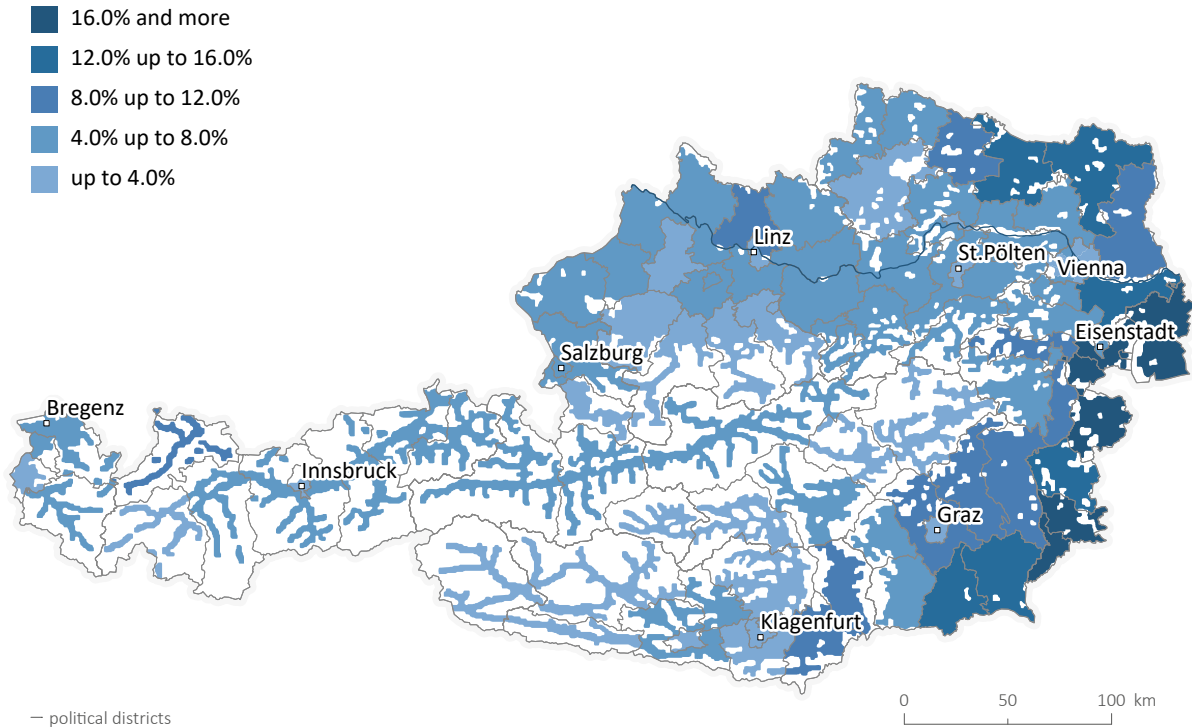 16.0% and more
12.0% up to 16.0%
8.0% up to 12.0%
4.0% up to 8.0%
up to 4.0%
Linz
St.Pölten
Vienna
Eisenstadt
Salzburg
Bregenz
Innsbruck
Graz
Klagenfurt
0 50 100 km
— political districts